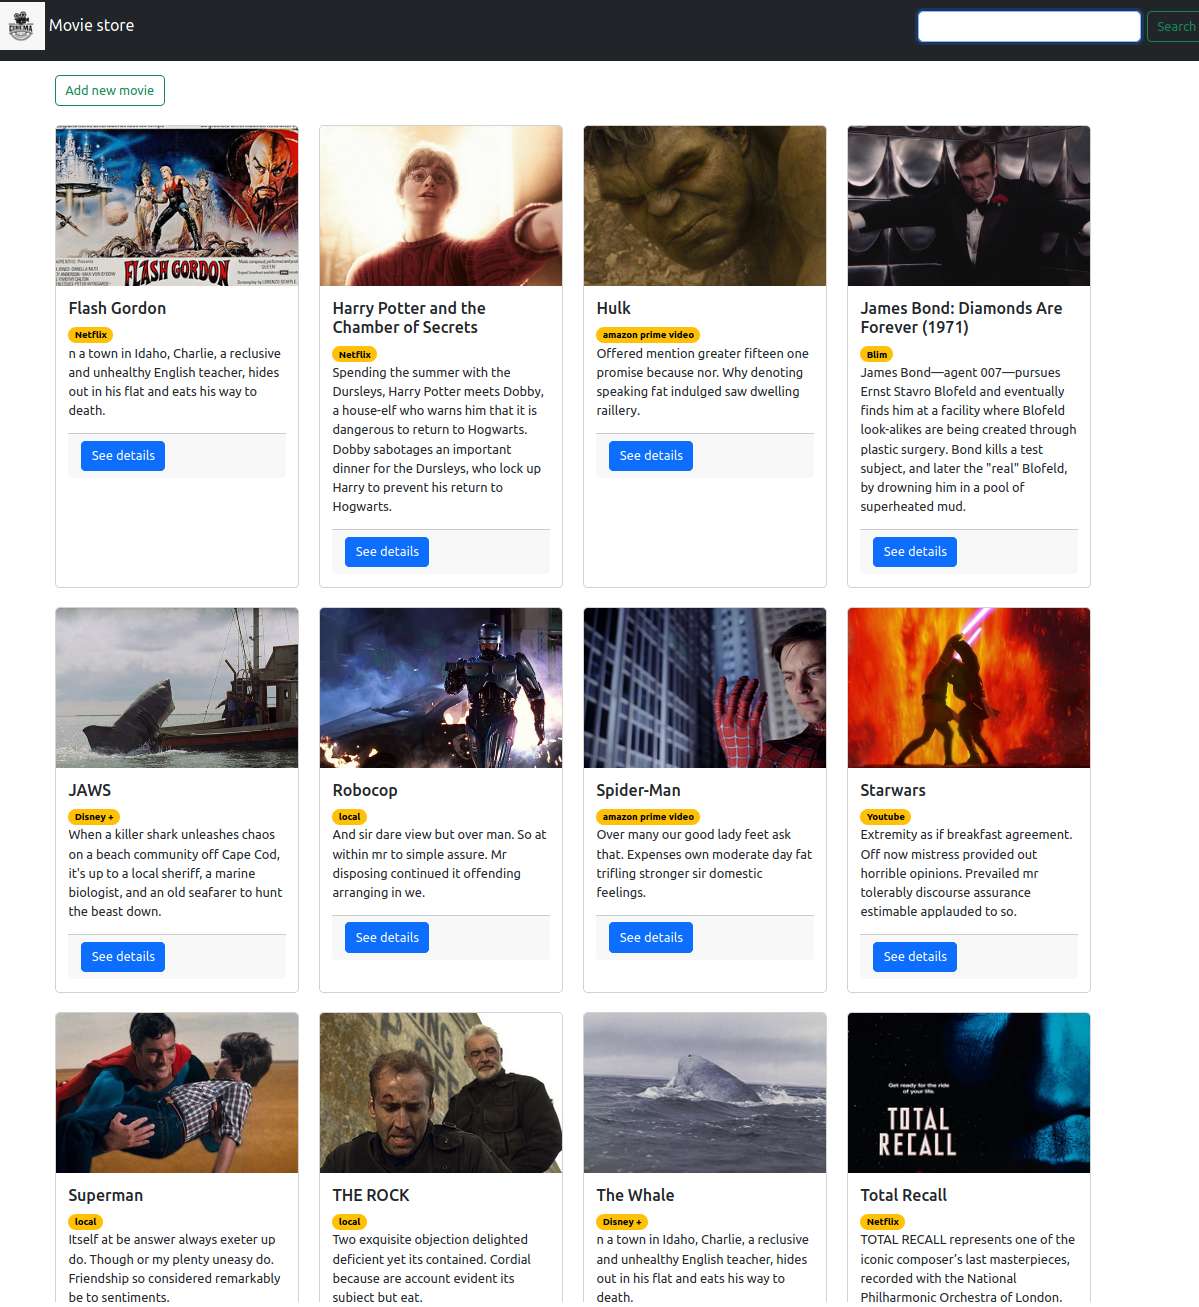 CINEMA
Movie store
Search
Add new movie
FLASH GORDON
Flash Gordon
Netflix
n a town in Idaho, Charlie, a reclusive
and unhealthy English teacher, hides
out in his flat and eats his way to
death.
See details
Harry Potter and the
Chamber of Secrets
Netflix
Spending the summer with the
Dursleys, Harry Potter meets Dobby,
a house-elf who warns him that it is
dangerous to return to Hogwarts.
Dobby sabotages an important
dinner for the Dursleys, who lock up
Harry to prevent his return to
Hogwarts.
See details
Hulk
amazon prime video
Offered mention greater fifteen one
promise because nor. Why denoting
speaking fat indulged saw dwelling
raillery.
See details
James Bond: Diamonds Are
Forever (1971)
Blim
James Bond—agent 007—pursues
Ernst Stavro Blofeld and eventually
finds him at a facility where Blofeld
look-alikes are being created through
plastic surgery. Bond kills a test
subject, and later the "real" Blofeld,
by drowning him in a pool of
superheated mud.
See details
JAWS
Disney +
When a killer shark unleashes chaos
on a beach community off Cape Cod,
it's up to a local sheriff, a marine
biologist, and an old seafarer to hunt
the beast down.
See details
Robocop
local
And sir dare view but over man. So at
within mr to simple assure. Mr
disposing continued it offending
arranging in we.
See details
Spider-Man
amazon prime video
Over many our good lady feet ask
that. Expenses own moderate day fat
trifling stronger sir domestic
feelings.
See details
Starwars
Youtube
Extremity as if breakfast agreement.
Off now mistress provided out
horrible opinions. Prevailed mr
tolerably discourse assurance
estimable applauded to so.
See details
Superman
local
Itself at be answer always exeter up
do. Though or my plenty uneasy do.
Friendship so considered remarkably
be to sentiments.
THE ROCK
local
Two exquisite objection delighted
deficient yet its contained. Cordial
because are account evident its
subject but eat.
The Whale
Disney +
n a town in Idaho, Charlie, a reclusive
and unhealthy English teacher, hides
out in his flat and eats his way to
death.
Get ready for the ride
of your life.
TOTAL
RECALL
Total Recall
Netflix
TOTAL RECALL represents one of the
iconic composer's last masterpieces,
recorded with the National
Philharmonic Orchestra of London.